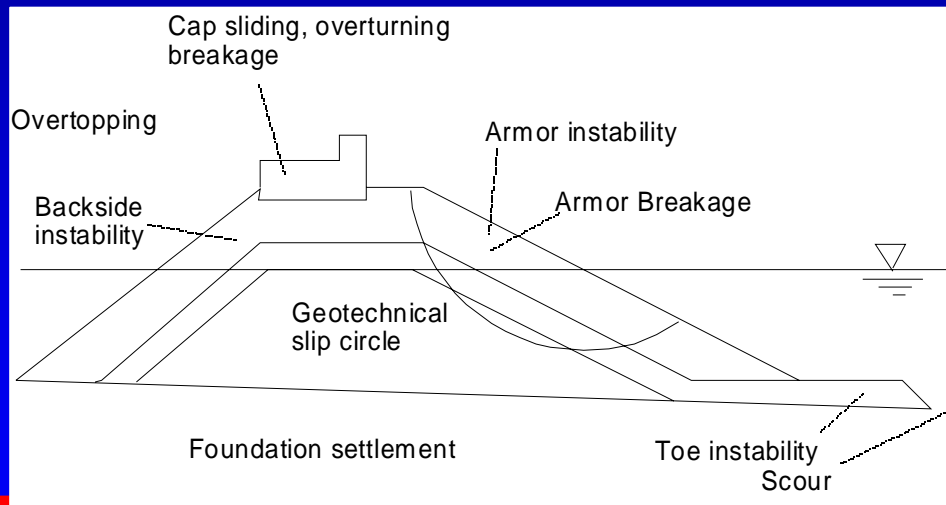 Cap sliding, overturning
breakage
Overtopping
Armor instability
Armor Breakage
Backside
instability
Geotechnical
slip circle
Foundation settlement
Toe instability
Scour